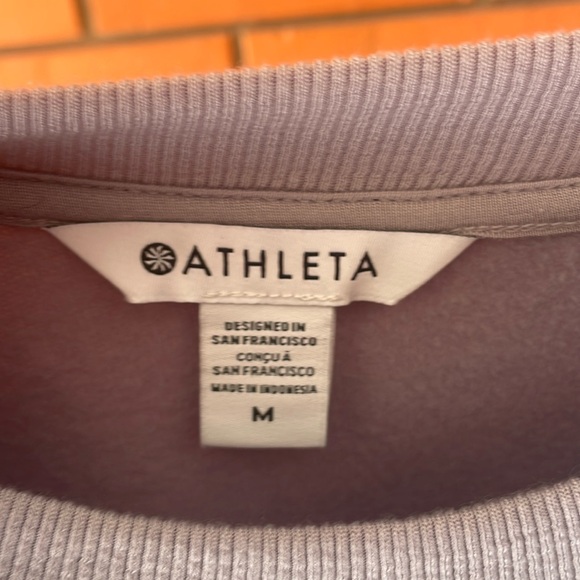 ATHLETA
DESIGNED IN
SAN FRANCISCO
CONÇU À
SAN FRANCISCO
MADE IN INDONESIA
M